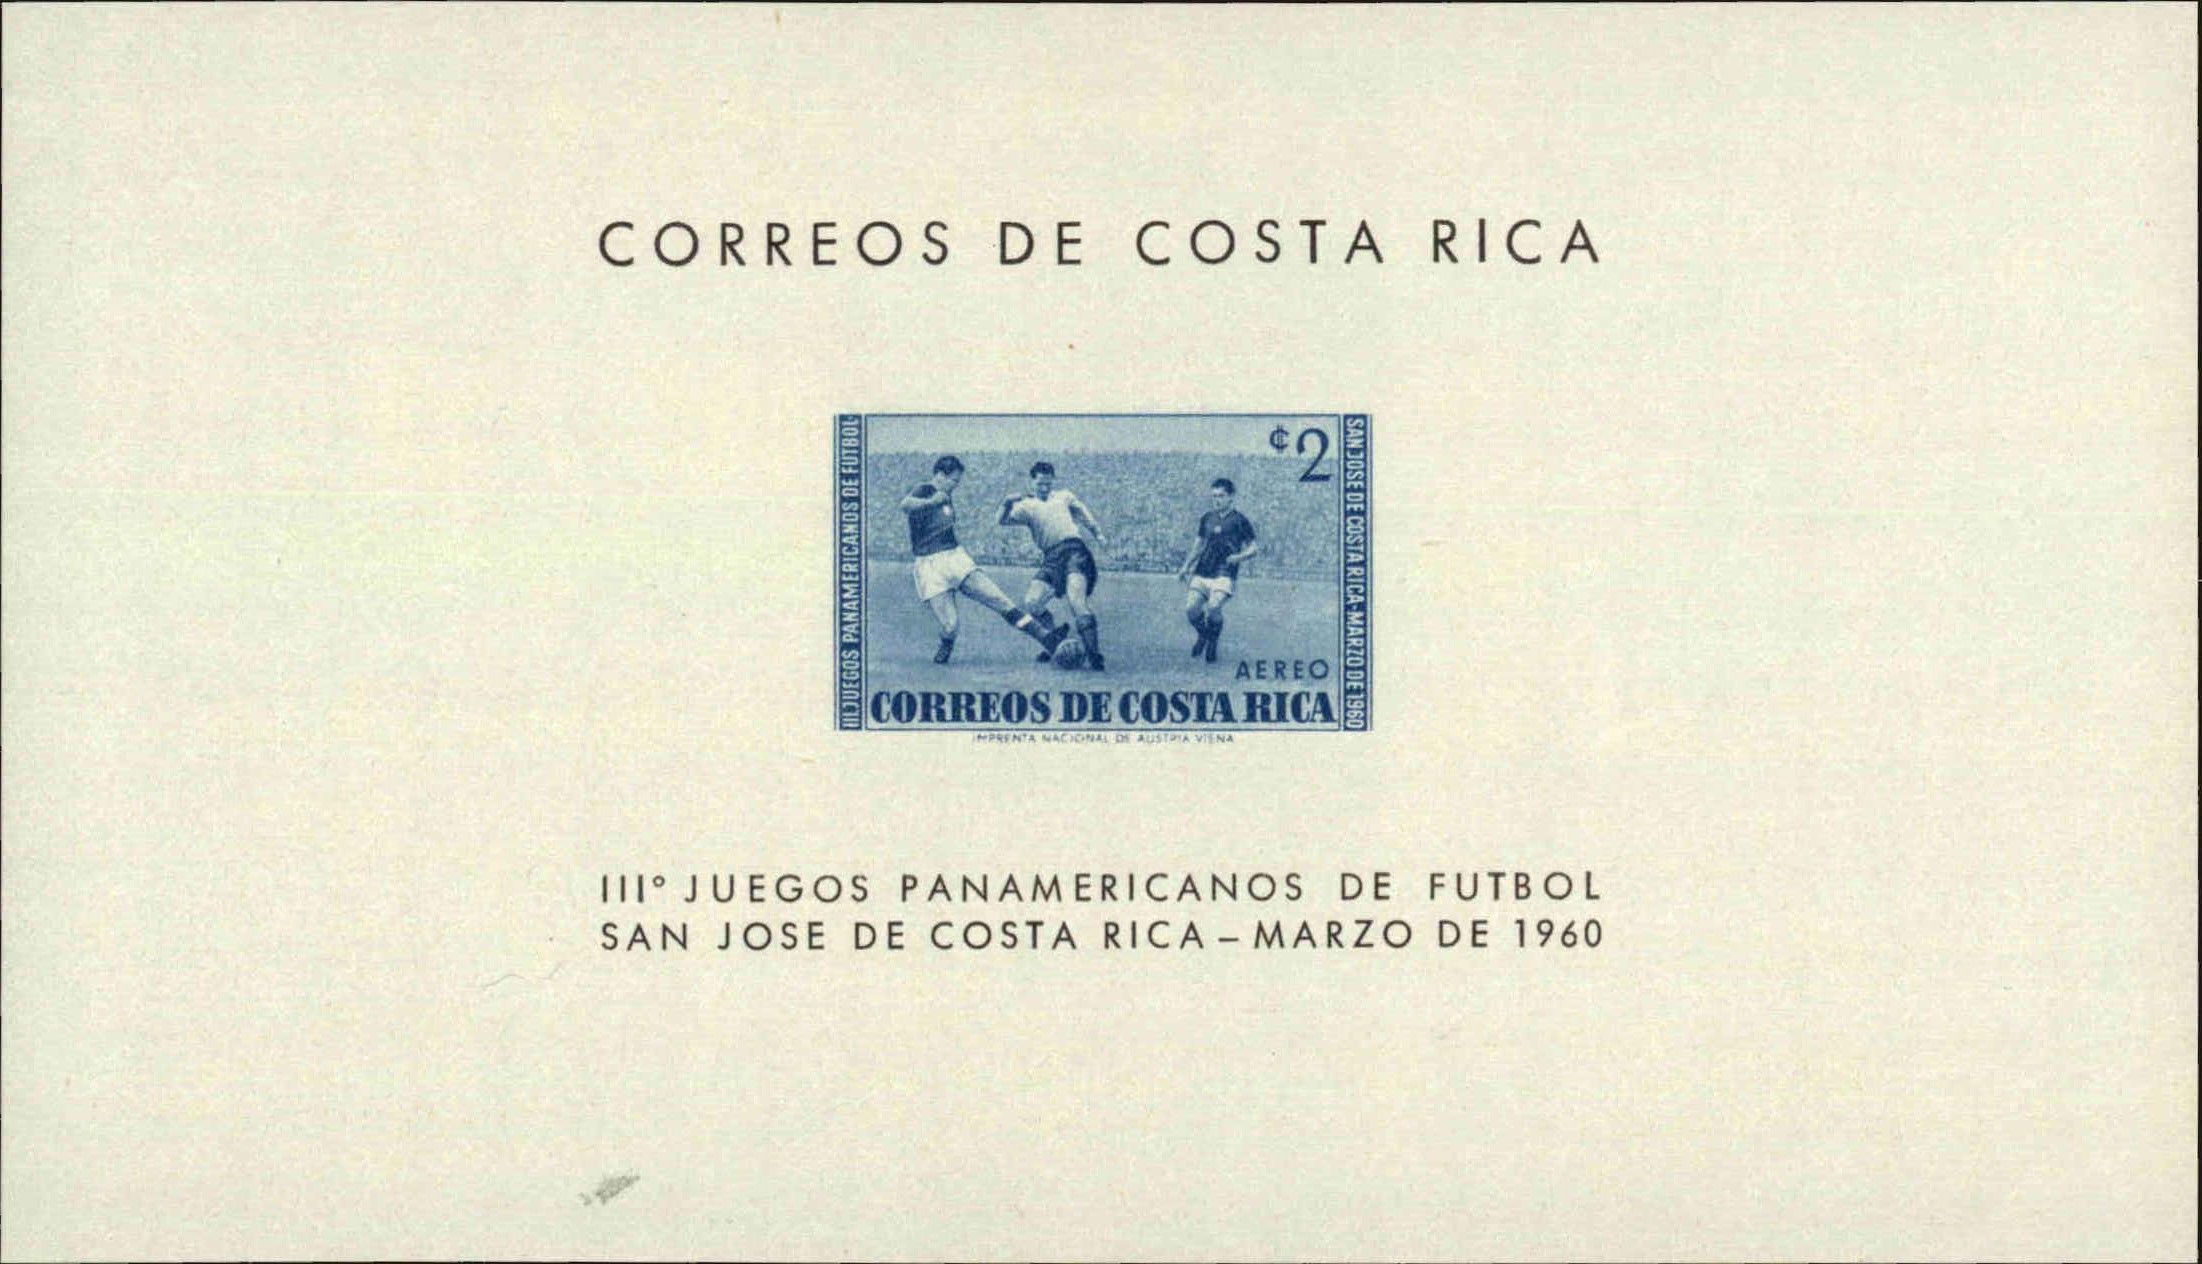 CORREOS DE COSTA RICA
III JUEGOS PANAMERICANOS DE FUTBOL
¢2
SAN JOSE DE COSTA RICA-MARZO DE 1960
AEREO
CORREOS DE COSTA RICA
IMPRENTA NACIONAL DE AUSTRIA VIENA
III° JUEGOS PANAMERICANOS DE FUTBOL
SAN JOSE DE COSTA RICA – MARZO DE 1960